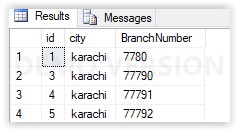 Results Messages
id city BranchNumber
1 1 karachi 7780
2 3 karachi 77790
3 4 karachi 77791
4 5 karachi 77792